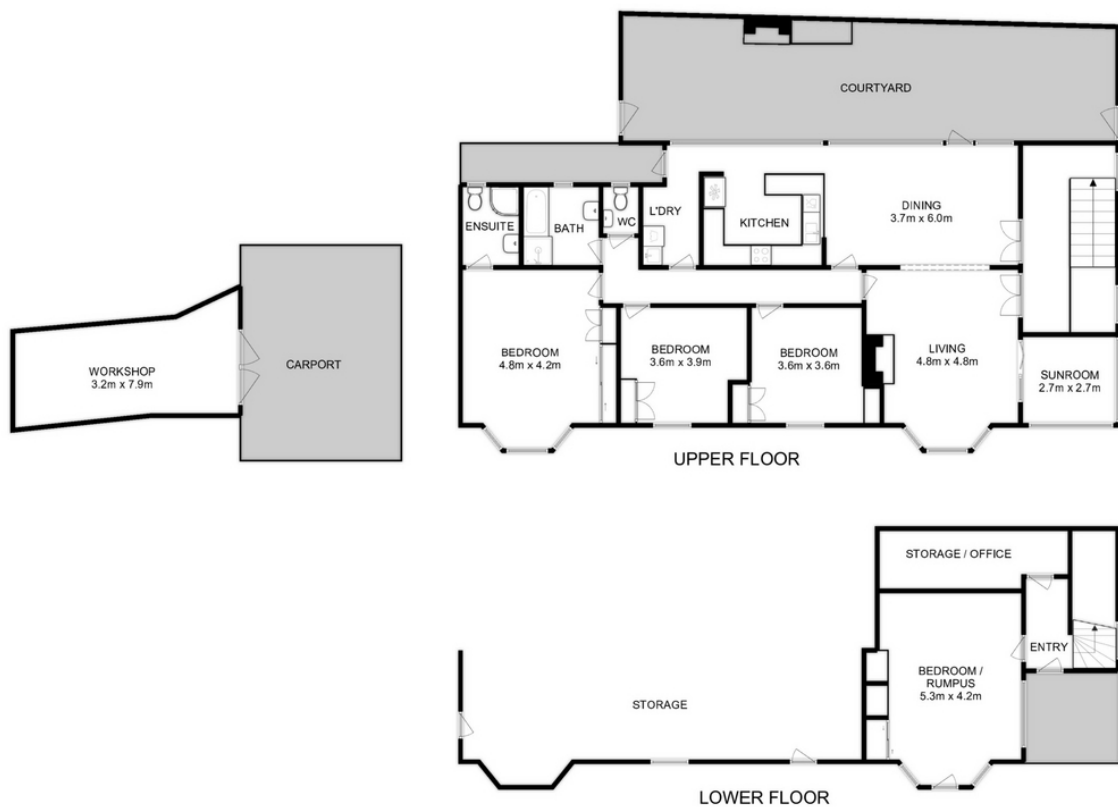 COURTYARD
ENSUITE
BATH
WC
L'DRY
KITCHEN
DINING
3.7m x 6.0m
WORKSHOP
3.2m x 7.9m
CARPORT
BEDROOM
4.8m x 4.2m
BEDROOM
3.6m x 3.9m
BEDROOM
3.6m x 3.6m
LIVING
4.8m x 4.8m
SUNROOM
2.7m x 2.7m
UPPER FLOOR
STORAGE / OFFICE
ENTRY
BEDROOM /
RUMPUS
5.3m x 4.2m
STORAGE
LOWER FLOOR